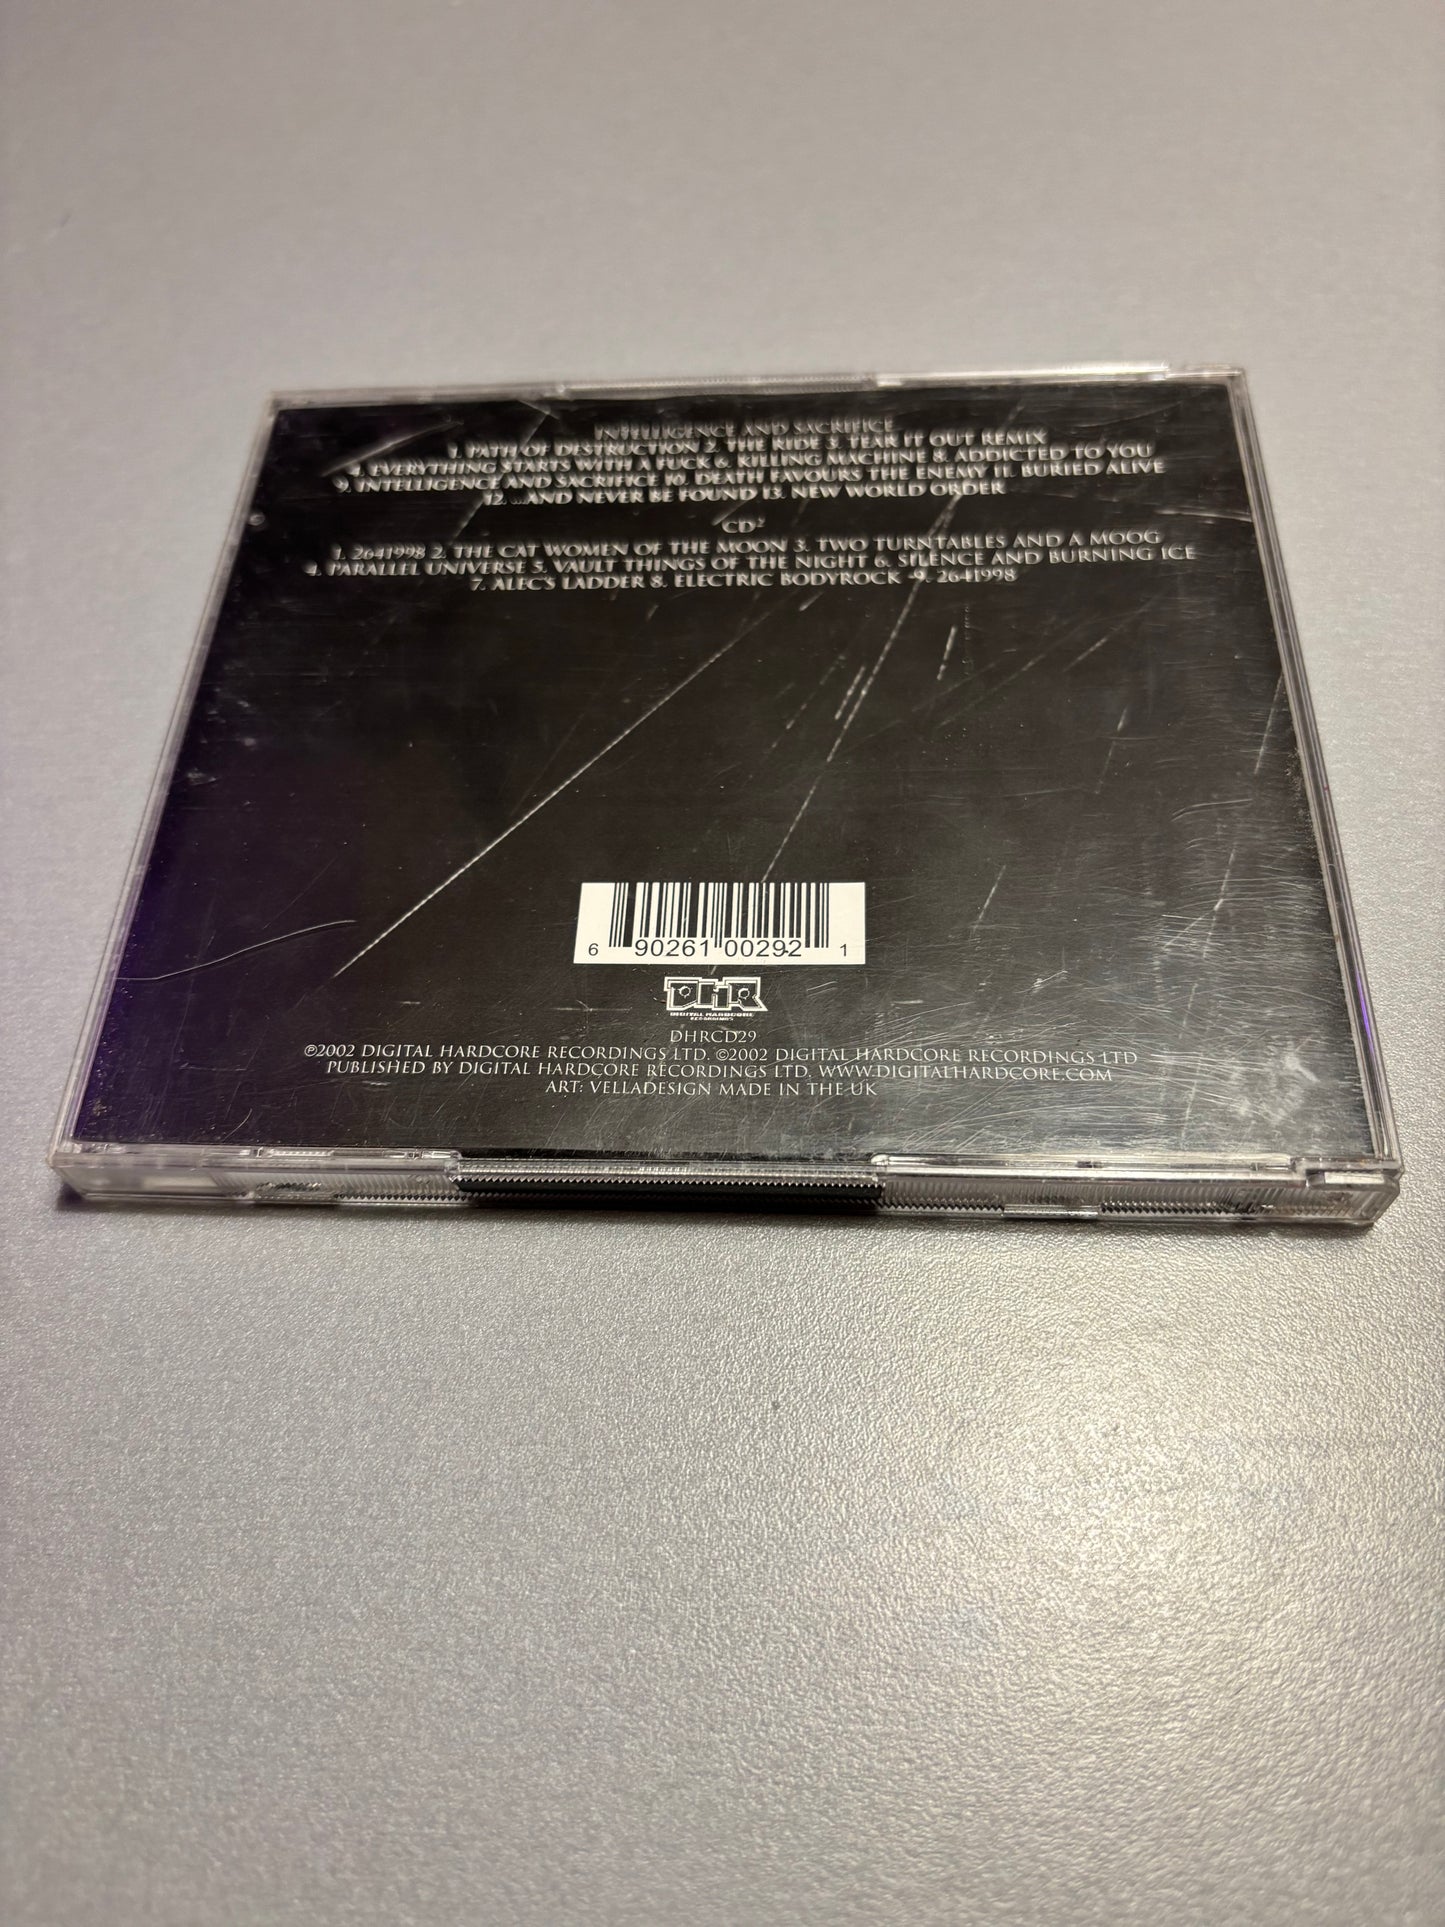 INTELLIGENCE AND SACRIFICE
1. PATH OF DESTRUCTION 2. THE RIDE 3. TEAR IT OUT REMIX
4. EVERYTHING STARTS WITH A FUCK 6. KILLING MACHINE 8. ADDICTED TO YOU
9. INTELLIGENCE AND SACRIFICE 10. DEATH FAVOURS THE ENEMY 11. BURIED ALIVE
12. ...AND NEVER BE FOUND 13. NEW WORLD ORDER
CD²
1. 2641998 2. THE CAT WOMEN OF THE MOON 3. TWO TURNTABLES AND A MOOG
4. PARALLEL UNIVERSE 5. VAULT THINGS OF THE NIGHT 6. SILENCE AND BURNING ICE
7. ALEC'S LADDER 8. ELECTRIC BODYROCK 9. 2641998
6 90261 00292 1
DHR
DIGITAL HARDCORE
RECORDINGS
DHRCD29
℗2002 DIGITAL HARDCORE RECORDINGS LTD. ©2002 DIGITAL HARDCORE RECORDINGS LTD
PUBLISHED BY DIGITAL HARDCORE RECORDINGS LTD. WWW.DIGITALHARDCORE.COM
ART: VELLADESIGN MADE IN THE UK